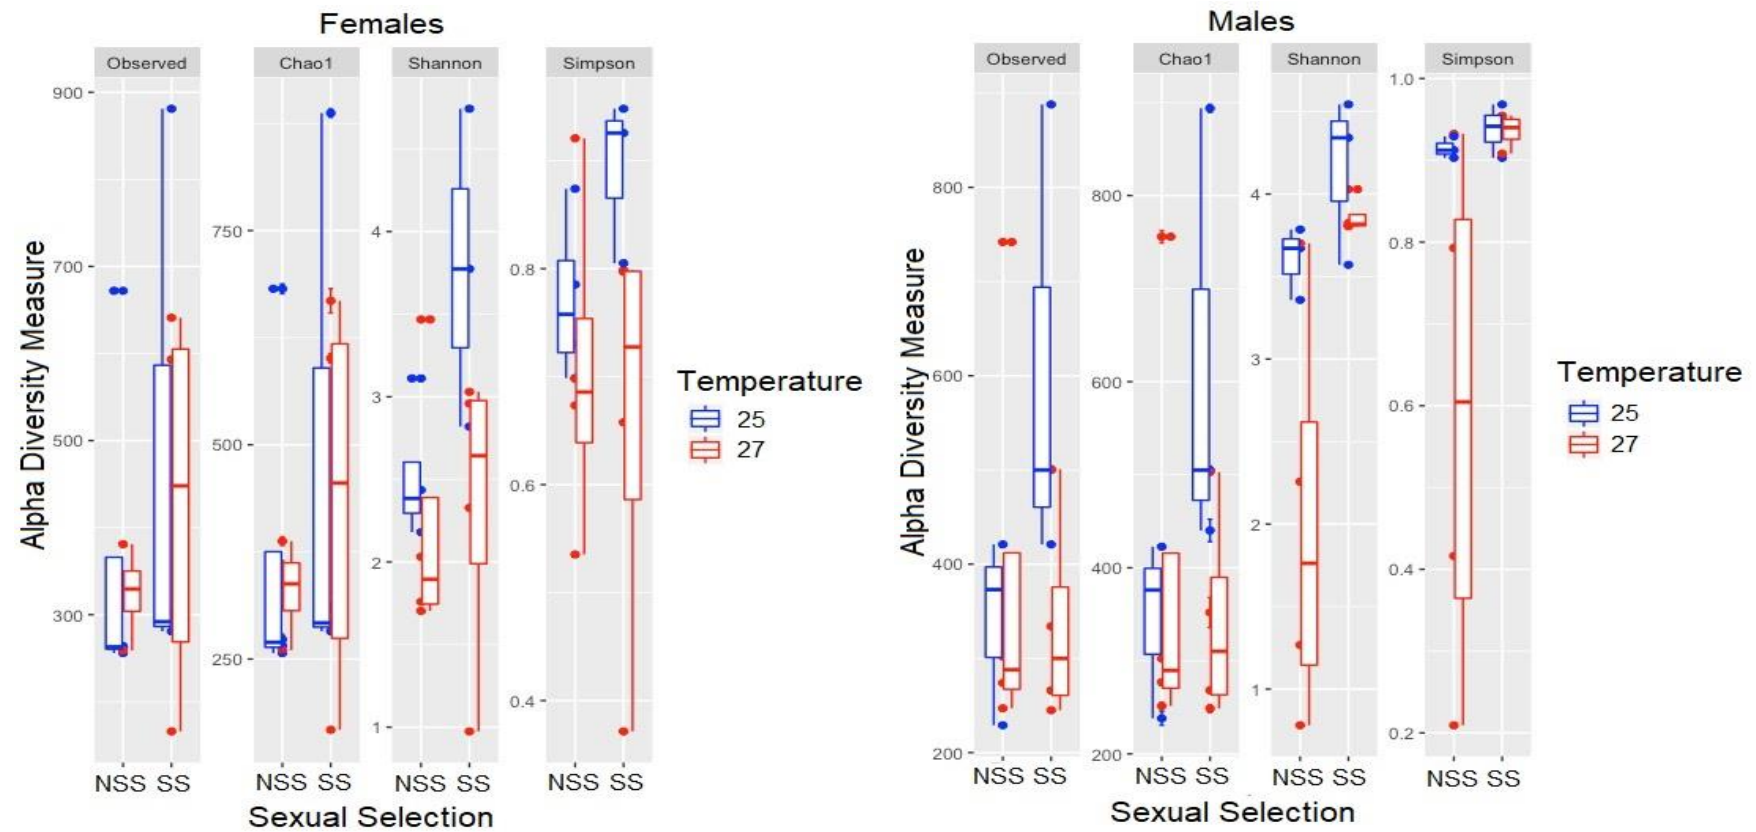 Females
Observed Chao1 Shannon Simpson
Alpha Diversity Measure
900
700
500
300
750
500
250
4
3
2
1
0.8
0.6
0.4
NSS SS NSS SS NSS SS NSS SS
Sexual Selection
Temperature
25
27
Males
Observed Chao1 Shannon Simpson
Alpha Diversity Measure
800
600
400
200
800
600
400
200
4
3
2
1
1.0
0.8
0.6
0.4
0.2
NSS SS NSS SS NSS SS NSS SS
Sexual Selection
Temperature
25
27